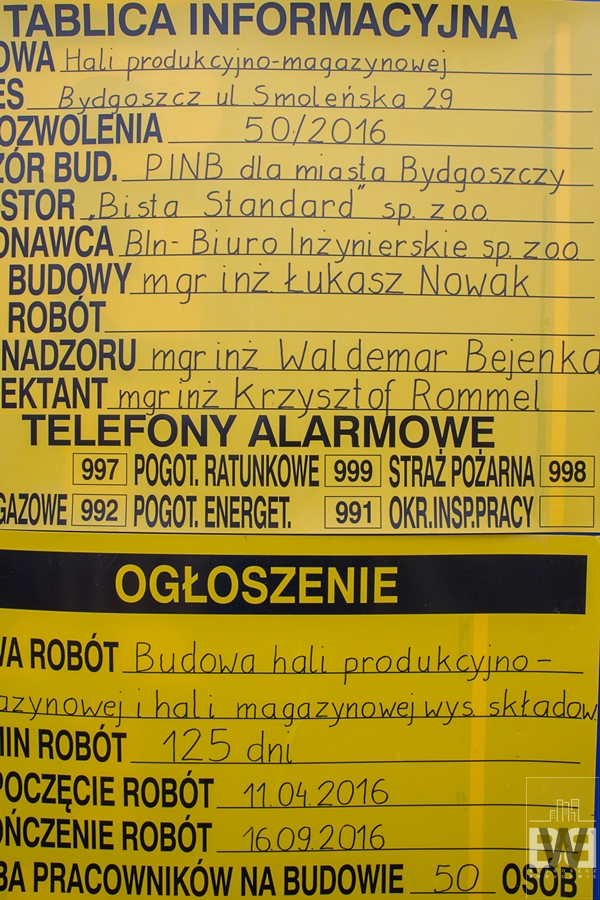 TABLICA INFORMACYJNA
OWA Hali produkcyjno-magazynowej
ES Bydgoszcz ul Smoleńska 29
OZWOLENIA 50/2016
ZÓR BUD. PINB dla miasta Bydgoszczy
STOR „Bista Standard" sp. z o.o
ONAWCA BIn- Biuro Inżynierskie sp. z o.o.
BUDOWY mgr inż. Łukasz Nowak
ROBÓT
NADZORU mgr inż Waldemar Bejenka
EKTANT mgr inż Krzysztof Rommel
TELEFONY ALARMOWE
997 POGOT. RATUNKOWE 999 STRAŻ POŻARNA 998
GAZOWE 992 POGOT. ENERGET. 991 OKR.INSP.PRACY
OGŁOSZENIE
WA ROBÓT Budowa hali produkcyjno-
azynowej i hali magazynowej wys. składow.
MIN ROBÓT 125 dni
POCZĘCIE ROBÓT 11.04.2016
OŃCZENIE ROBÓT 16.09.2016
BA PRACOWNIKÓW NA BUDOWIE 50 OSÓB